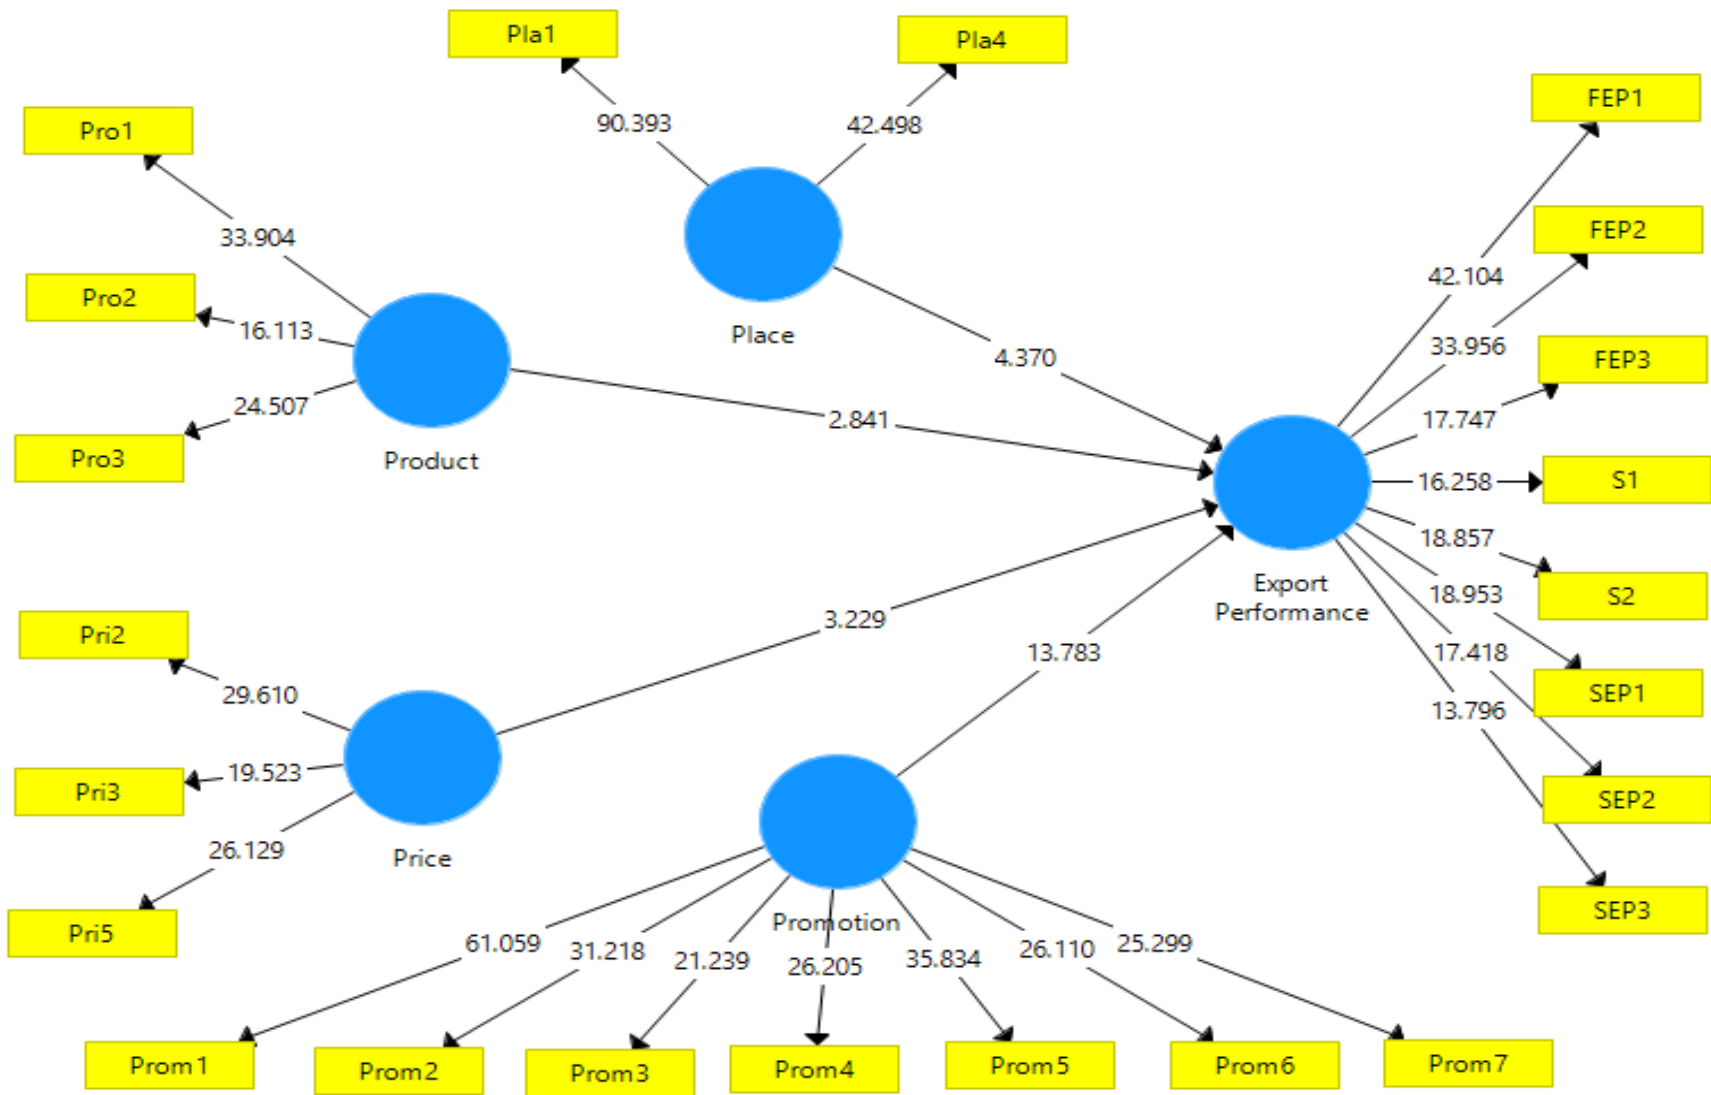 Pla1
Pla4
90.393
42.498
Place
4.370
Pro1
33.904
Pro2
16.113
24.507
Pro3
Product
2.841
Pri2
29.610
Pri3
19.523
26.129
Pri5
Price
3.229
13.783
Promotion
61.059
31.218
21.239
26.205
35.834
26.110
25.299
Prom1
Prom2
Prom3
Prom4
Prom5
Prom6
Prom7
Export
Performance
42.104
33.956
17.747
16.258
18.857
18.953
17.418
13.796
FEP1
FEP2
FEP3
S1
S2
SEP1
SEP2
SEP3